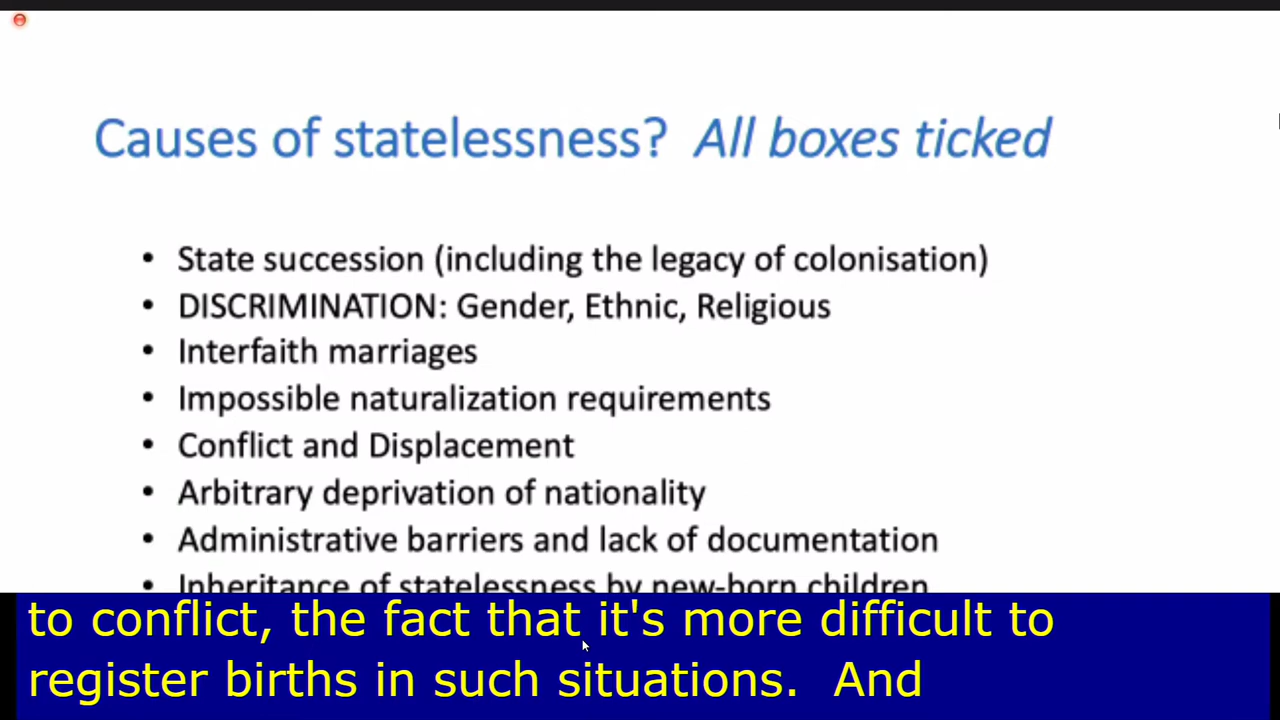 Causes of statelessness? All boxes ticked
• State succession (including the legacy of colonisation)
• DISCRIMINATION: Gender, Ethnic, Religious
• Interfaith marriages
• Impossible naturalization requirements
• Conflict and Displacement
• Arbitrary deprivation of nationality
• Administrative barriers and lack of documentation
• Inheritance of statelessness by new-born children
to conflict, the fact that it's more difficult to
register births in such situations.  And